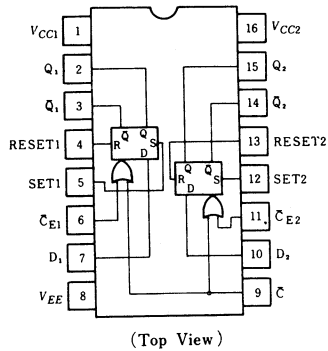 VCC1 1 16 VCC2
Q1 2 15 Q2
Q̄1 3 14 Q̄2
RESET1 4 R Q̄ Q S D 13 RESET2
SET1 5 R Q Q̄ S D 12 SET2
C̄E1 6 11 C̄E2
D1 7 10 D2
VEE 8 9 C̄
(Top View)